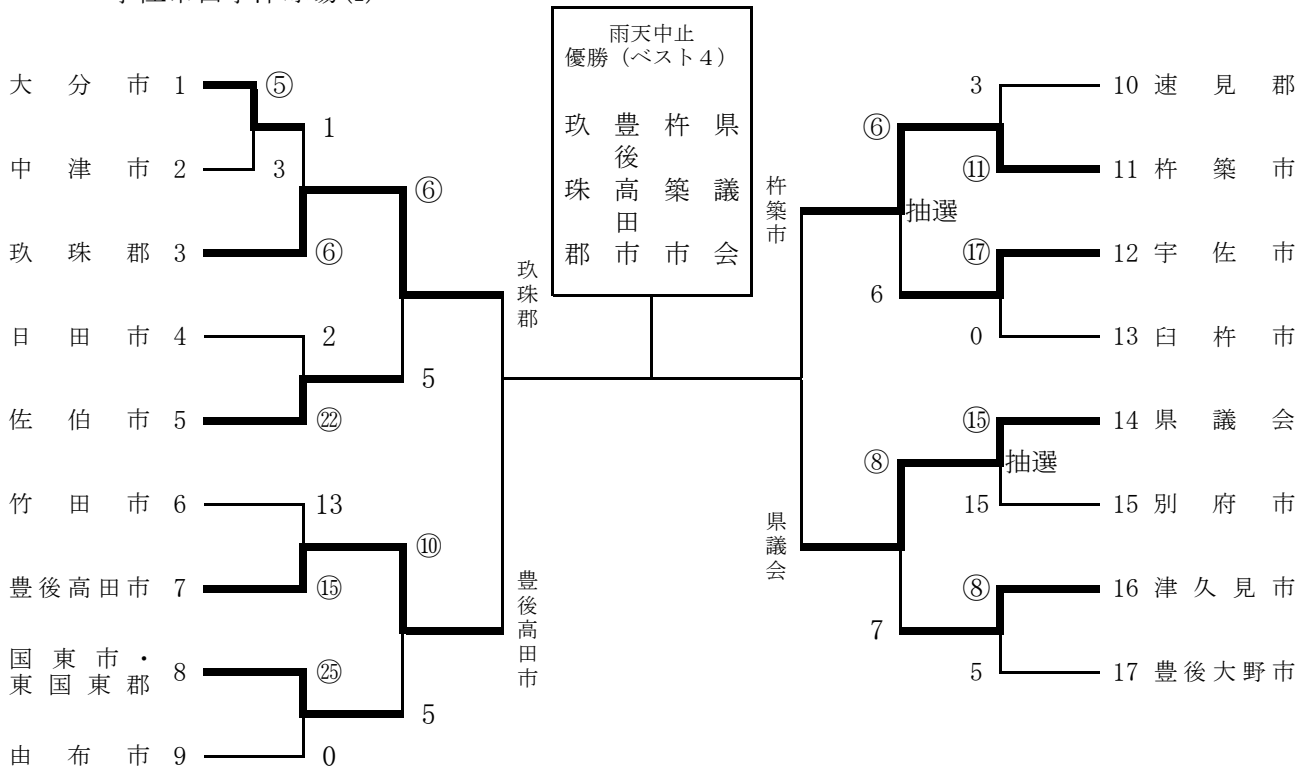 雨天中止
優勝（ベスト４）
玖珠郡
豊後高田市
杵築市
県議会
大分市 1 ⑤
1
中津市 2 3
⑥
玖珠郡 3 ⑥
玖珠郡
日田市 4 2
5
佐伯市 5 ㉒
竹田市 6 13
⑩
豊後高田市 7 ⑮
豊後高田市
国東市・
東国東郡 8 ㉕
5
由布市 9 0
3 10 速見郡
⑥
⑪ 11 杵築市
杵築市
抽選
⑰ 12 宇佐市
6
0 13 臼杵市
⑮ 14 県議会
⑧ 抽選
15 15 別府市
県議会
⑧ 16 津久見市
7
5 17 豊後大野市